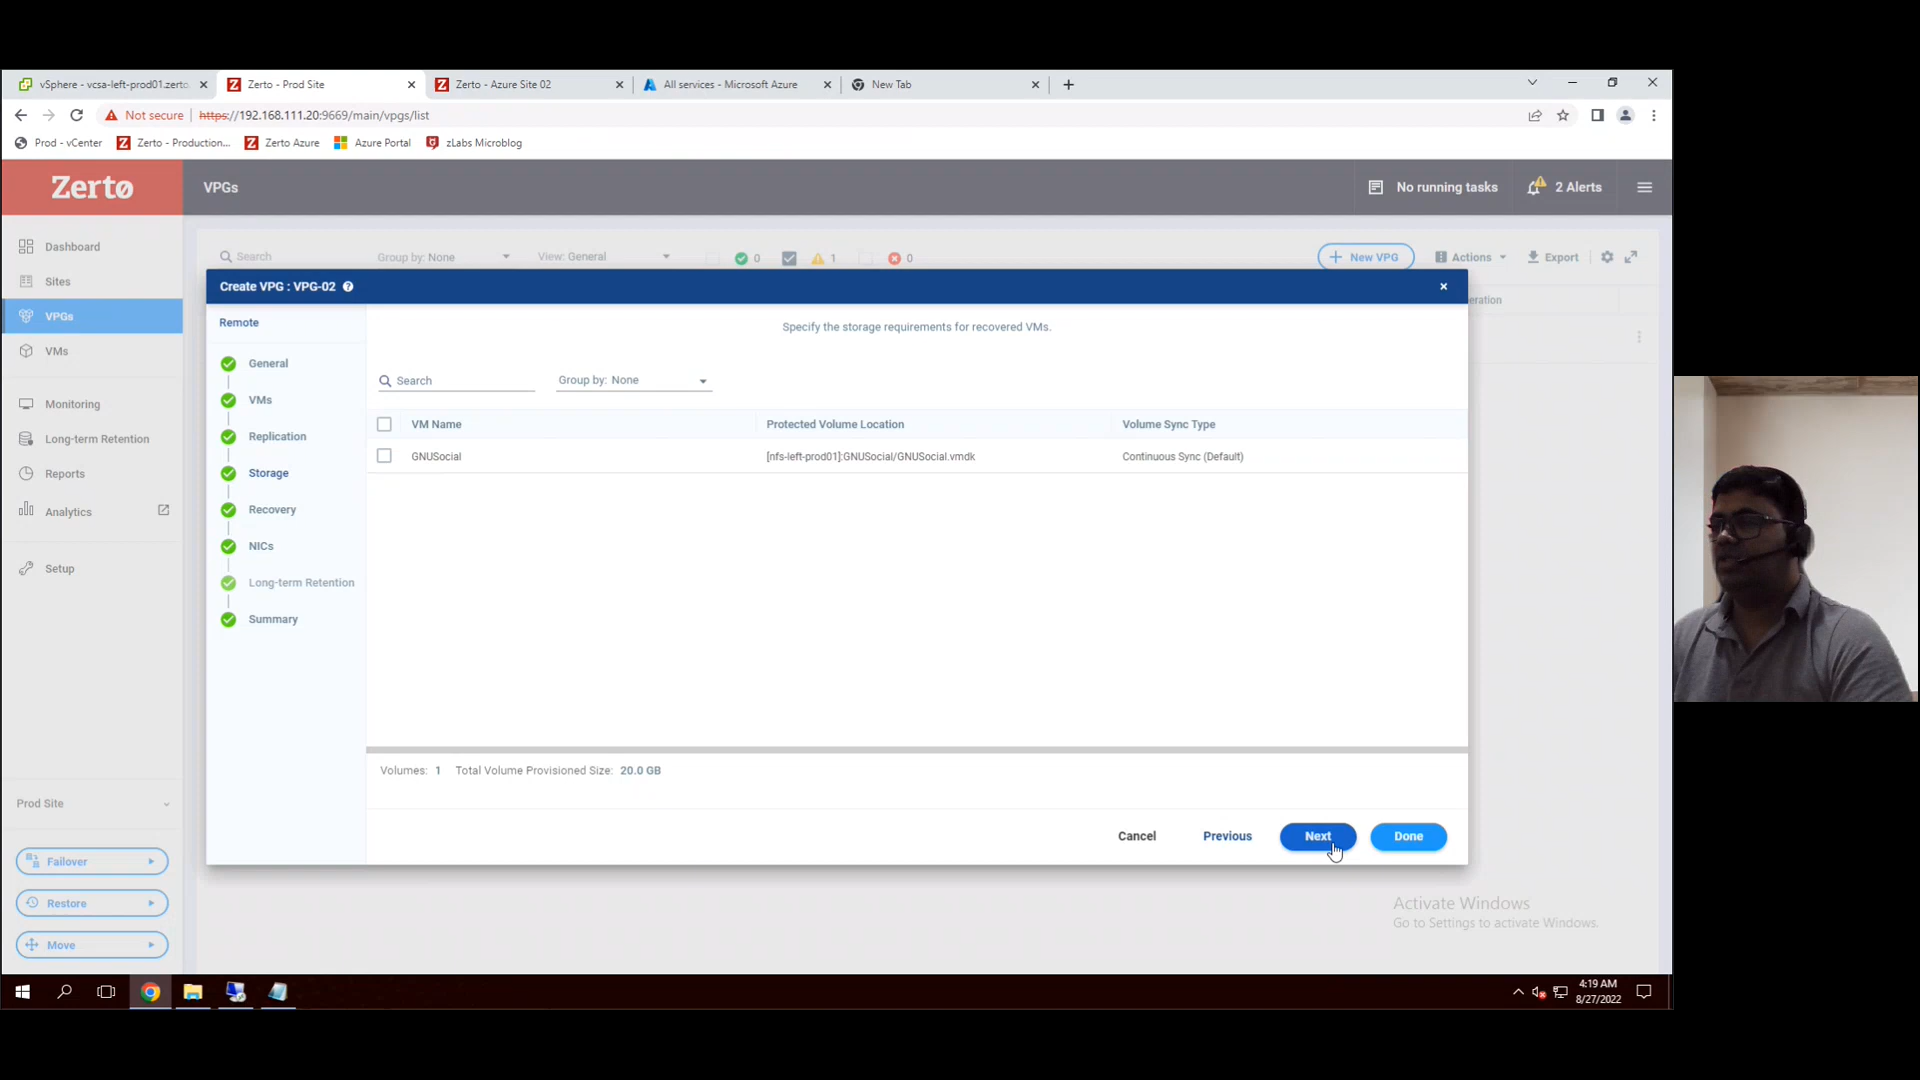 vSphere - vcsa-left-prod01.zerto.
Zerto - Prod Site
Zerto - Azure Site 02
All services - Microsoft Azure
New Tab
Not secure
https://192.168.111.20:9669/main/vpgs/list
Prod - vCenter
Zerto - Production...
Zerto Azure
Azure Portal
zLabs Microblog
Zerto
VPGs
No running tasks
2 Alerts
Dashboard
Sites
VPGs
VMs
Monitoring
Long-term Retention
Reports
Analytics
Setup
Prod Site
Failover
Restore
Move
Search
Group by: None
View: General
0
1
0
New VPG
Actions
Export
eration
Create VPG : VPG-02
Remote
General
VMs
Replication
Storage
Recovery
NICs
Long-term Retention
Summary
Specify the storage requirements for recovered VMs.
Search
Group by: None
VM Name Protected Volume Location Volume Sync Type
GNUSocial [nfs-left-prod01]:GNUSocial/GNUSocial.vmdk Continuous Sync (Default)
Volumes: 1 Total Volume Provisioned Size: 20.0 GB
Cancel
Previous
Next
Done
Activate Windows
Go to Settings to activate Windows.
4:19 AM
8/27/2022